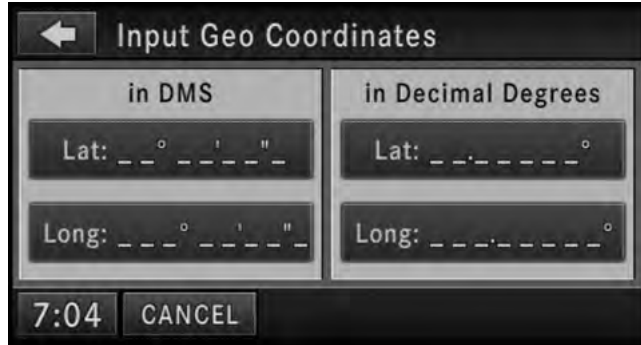 Input Geo Coordinates
in DMS
Lat: _ _° _ _' _ _"_
Long: _ _ _° _ _' _ _"_
in Decimal Degrees
Lat: _ _._ _ _ _ _°
Long: _ _ _._ _ _ _ _°
7:04 CANCEL